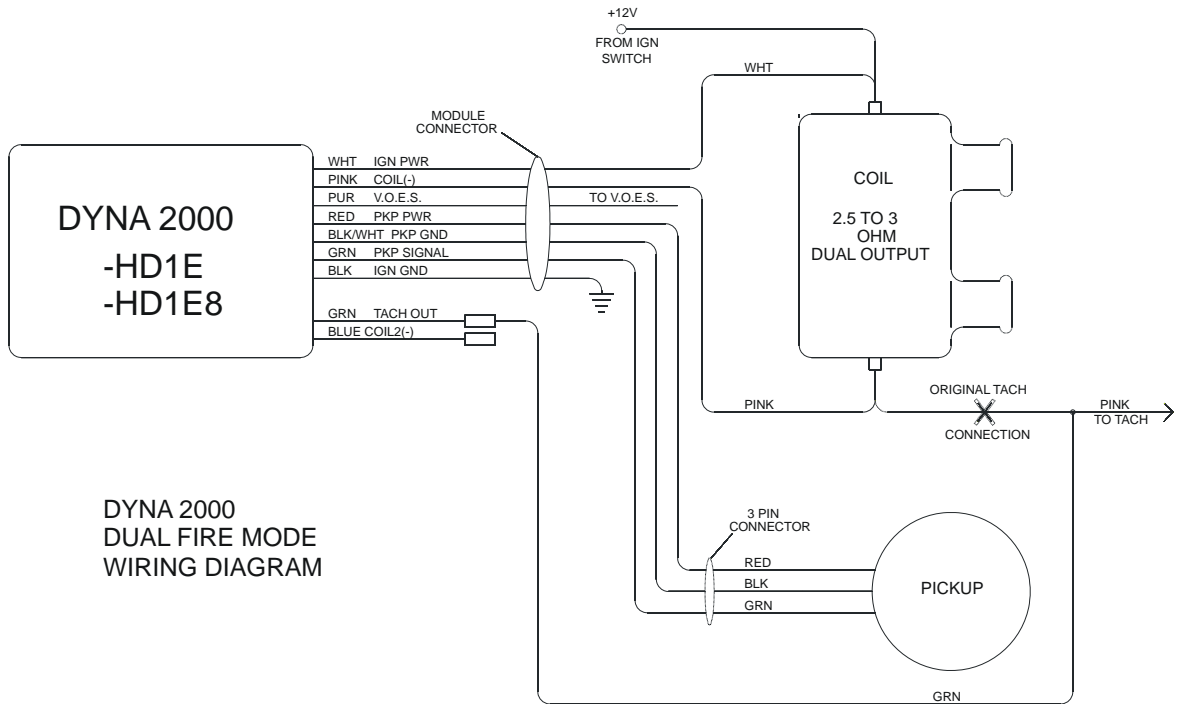 +12V
FROM IGN
SWITCH
WHT
MODULE
CONNECTOR
WHT IGN PWR
PINK COIL(-)
PUR V.O.E.S.
TO V.O.E.S.
RED PKP PWR
BLK/WHT PKP GND
GRN PKP SIGNAL
BLK IGN GND
GRN TACH OUT
BLUE COIL2(-)
DYNA 2000
-HD1E
-HD1E8
COIL
2.5 TO 3
OHM
DUAL OUTPUT
PINK
ORIGINAL TACH
CONNECTION
PINK
TO TACH
DYNA 2000
DUAL FIRE MODE
WIRING DIAGRAM
3 PIN
CONNECTOR
RED
BLK
GRN
PICKUP
GRN